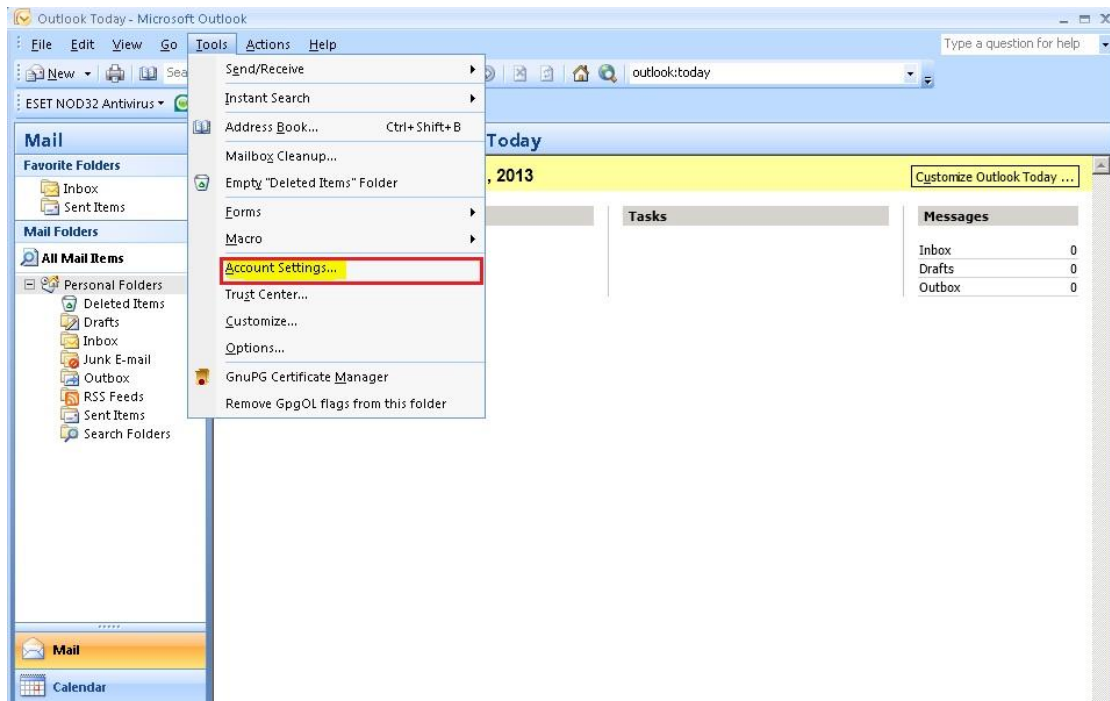 Outlook Today - Microsoft Outlook
File Edit View Go Tools Actions Help
Type a question for help
New Sea
outlook:today
ESET NOD32 Antivirus
Send/Receive
Instant Search
Address Book... Ctrl+Shift+B
Mailbox Cleanup...
Empty "Deleted Items" Folder
Forms
Macro
Account Settings...
Trust Center...
Customize...
Options...
GnuPG Certificate Manager
Remove GpgOL flags from this folder
Mail
Favorite Folders
Inbox
Sent Items
Mail Folders
All Mail Items
Personal Folders
Deleted Items
Drafts
Inbox
Junk E-mail
Outbox
RSS Feeds
Sent Items
Search Folders
Mail
Calendar
Today
, 2013
Customize Outlook Today ...
Tasks
Messages
Inbox 0
Drafts 0
Outbox 0